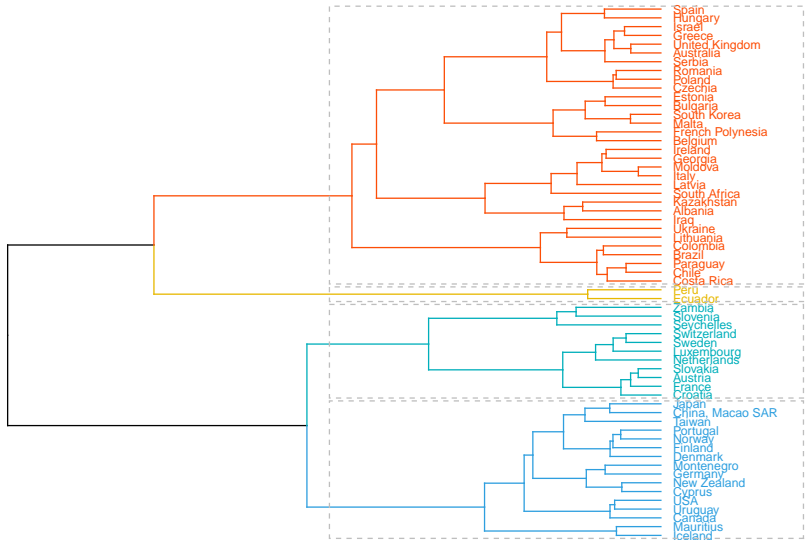 Spain
Hungary
Israel
Greece
United Kingdom
Australia
Serbia
Romania
Poland
Czechia
Estonia
Bulgaria
South Korea
Malta
French Polynesia
Belgium
Ireland
Georgia
Moldova
Italy
Latvia
South Africa
Kazakhstan
Albania
Iraq
Ukraine
Lithuania
Colombia
Brazil
Paraguay
Chile
Costa Rica
Peru
Ecuador
Zambia
Slovenia
Seychelles
Switzerland
Sweden
Luxembourg
Netherlands
Slovakia
Austria
France
Croatia
Japan
China, Macao SAR
Taiwan
Portugal
Norway
Finland
Denmark
Montenegro
Germany
New Zealand
Cyprus
USA
Uruguay
Canada
Mauritius
Iceland